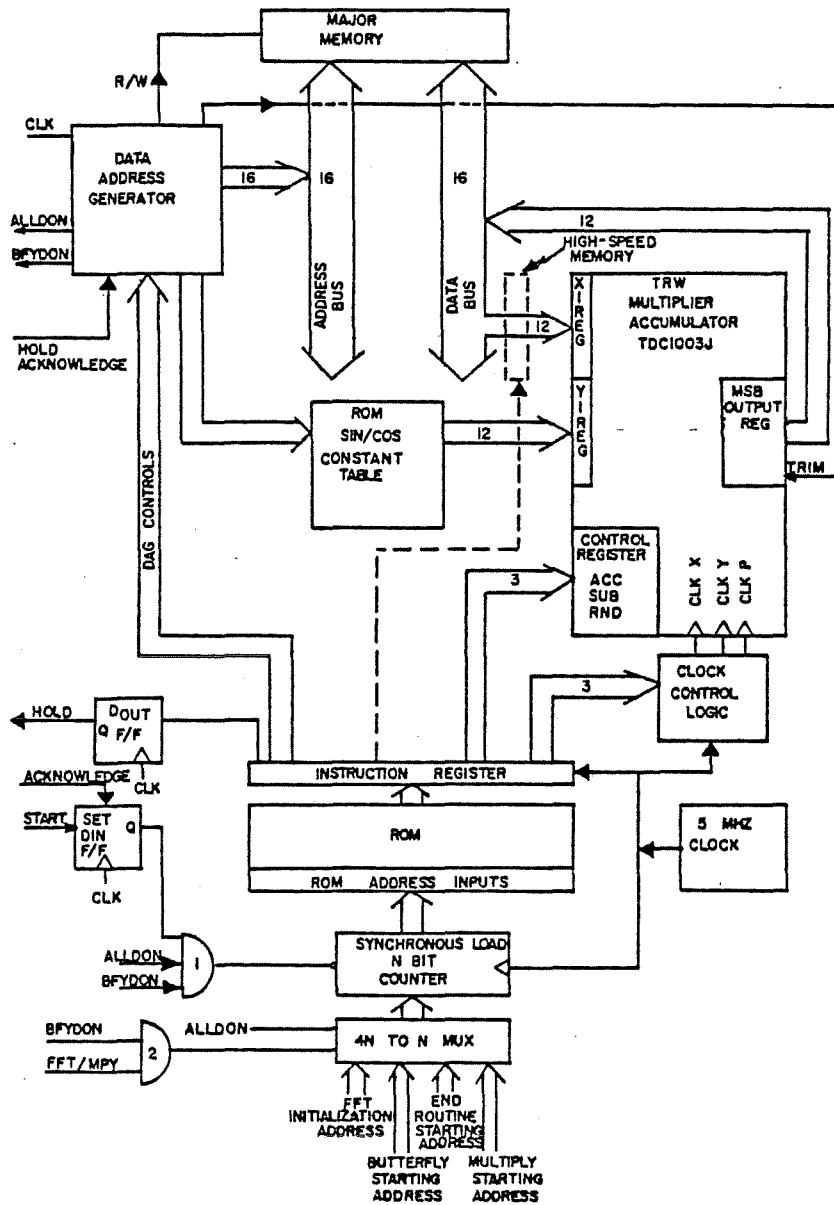 MAJOR
MEMORY
R/W
CLK
DATA
ADDRESS
GENERATOR
16
16
16
ALLDON
BFYDON
12
HIGH-SPEED
MEMORY
ADDRESS
BUS
DATA
BUS
HOLD
ACKNOWLEDGE
12
XIREG
TRW
MULTIPLIER
ACCUMULATOR
TDC1003J
YIREG
MSB
OUTPUT
REG
TRIM
ROM
SIN/COS
CONSTANT
TABLE
12
DAG CONTROLS
CONTROL
REGISTER
ACC
SUB
RND
3
CLK X
CLK Y
CLK P
CLOCK
CONTROL
LOGIC
3
HOLD
DOUT
Q F/F
CLK
INSTRUCTION REGISTER
ACKNOWLEDGE
START
SET Q
DIN
F/F
CLK
ROM
ROM ADDRESS INPUTS
5 MHZ
CLOCK
ALLDON
BFYDON
1
SYNCHRONOUS LOAD
N BIT
COUNTER
BFYDON
FFT/MPY
2
ALLDON
4N TO N MUX
FFT
INITIALIZATION
ADDRESS
END
ROUTINE
STARTING
ADDRESS
BUTTERFLY
STARTING
ADDRESS
MULTIPLY
STARTING
ADDRESS